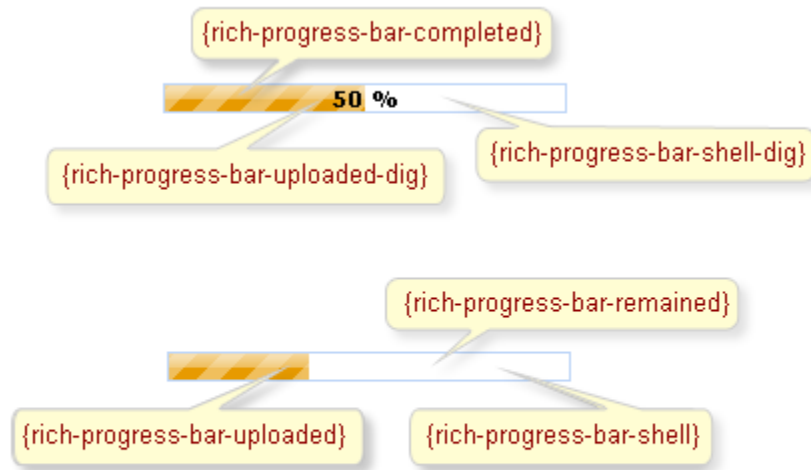 {rich-progress-bar-completed}
50 %
{rich-progress-bar-shell-dig}
{rich-progress-bar-uploaded-dig}
{rich-progress-bar-remained}
{rich-progress-bar-uploaded}
{rich-progress-bar-shell}